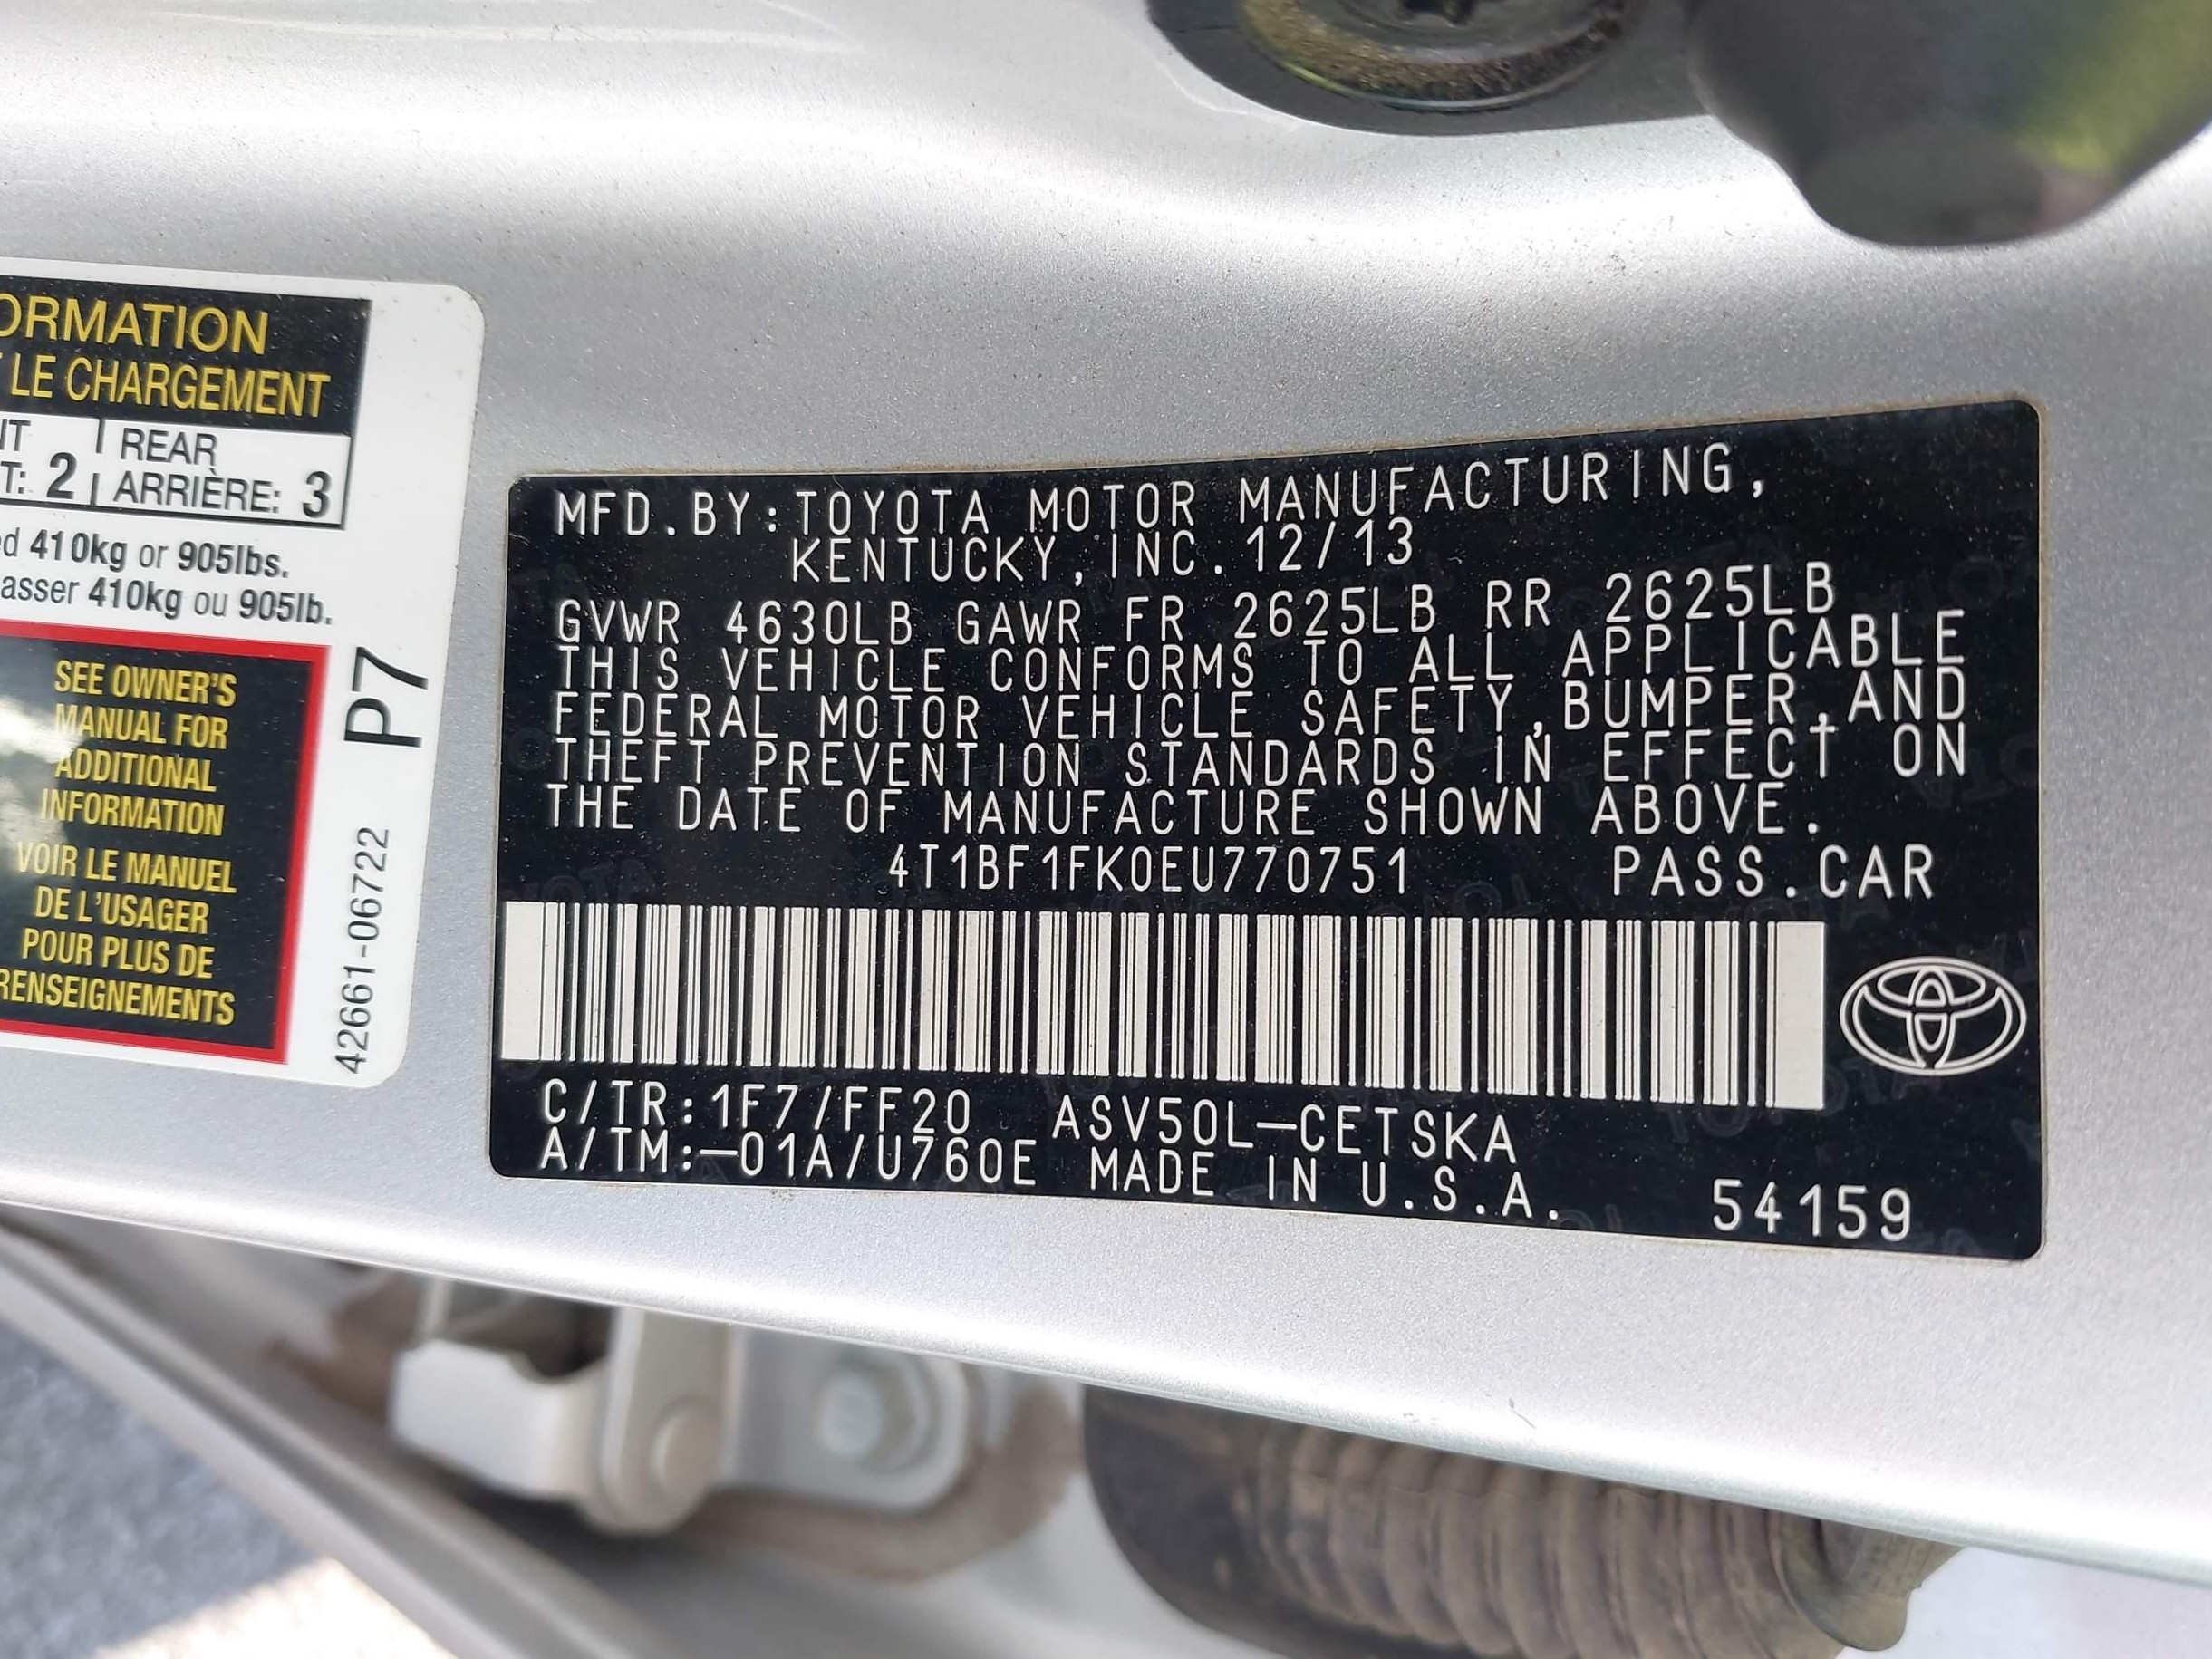 ORMATION
LE CHARGEMENT
REAR
T: 2 ARRIÈRE: 3
410kg or 905lbs.
asser 410kg ou 905lb.
SEE OWNER'S
MANUAL FOR
ADDITIONAL
INFORMATION
VOIR LE MANUEL
DE L'USAGER
POUR PLUS DE
RENSEIGNEMENTS
P7
42661-06722
MFD.BY:TOYOTA MOTOR MANUFACTURING,
KENTUCKY,INC.12/13
GVWR 4630LB GAWR FR 2625LB RR 2625LB
THIS VEHICLE CONFORMS TO ALL APPLICABLE
FEDERAL MOTOR VEHICLE SAFETY,BUMPER,AND
THEFT PREVENTION STANDARDS IN EFFECT ON
THE DATE OF MANUFACTURE SHOWN ABOVE.
4T1BF1FK0EU770751 PASS.CAR
C/TR:1F7/FF20 ASV50L-CETSKA
A/TM:-01A/U760E MADE IN U.S.A. 54159